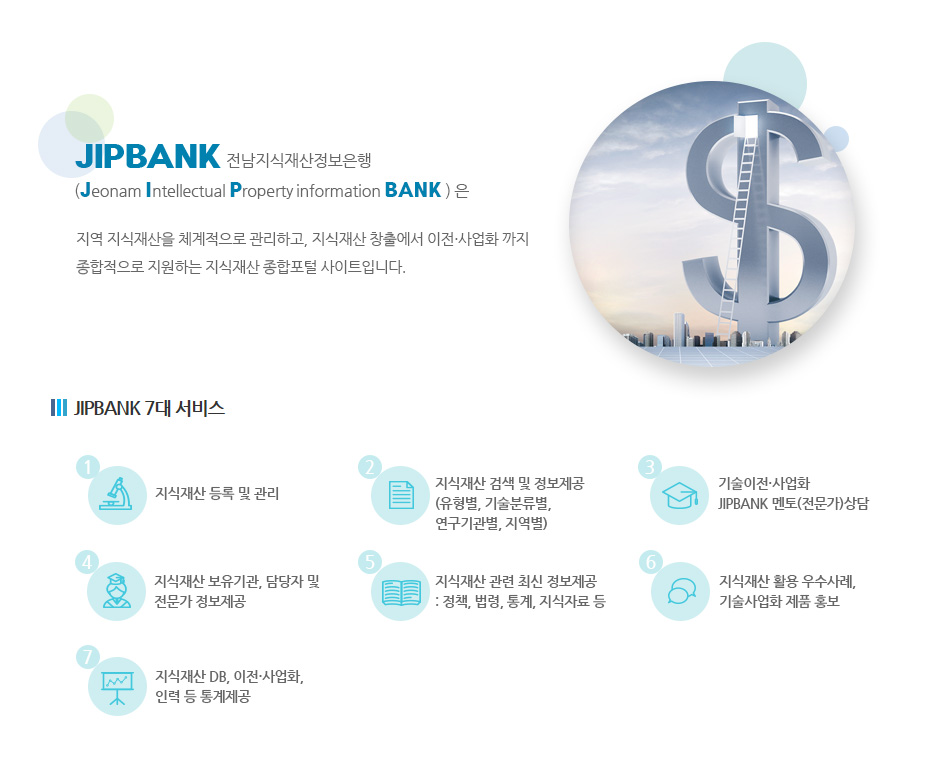 JIPBANK 전남지식재산정보은행
(Jeonam Intellectual Property information BANK ) 은
지역 지식재산을 체계적으로 관리하고, 지식재산 창출에서 이전·사업화 까지
종합적으로 지원하는 지식재산 종합포털 사이트입니다.
JIPBANK 7대 서비스
1
지식재산 등록 및 관리
2
지식재산 검색 및 정보제공
(유형별, 기술분류별,
연구기관별, 지역별)
3
기술이전·사업화
JIPBANK 멘토(전문가)상담
4
지식재산 보유기관, 담당자 및
전문가 정보제공
5
지식재산 관련 최신 정보제공
: 정책, 법령, 통계, 지식자료 등
6
지식재산 활용 우수사례,
기술사업화 제품 홍보
7
지식재산 DB, 이전·사업화,
인력 등 통계제공